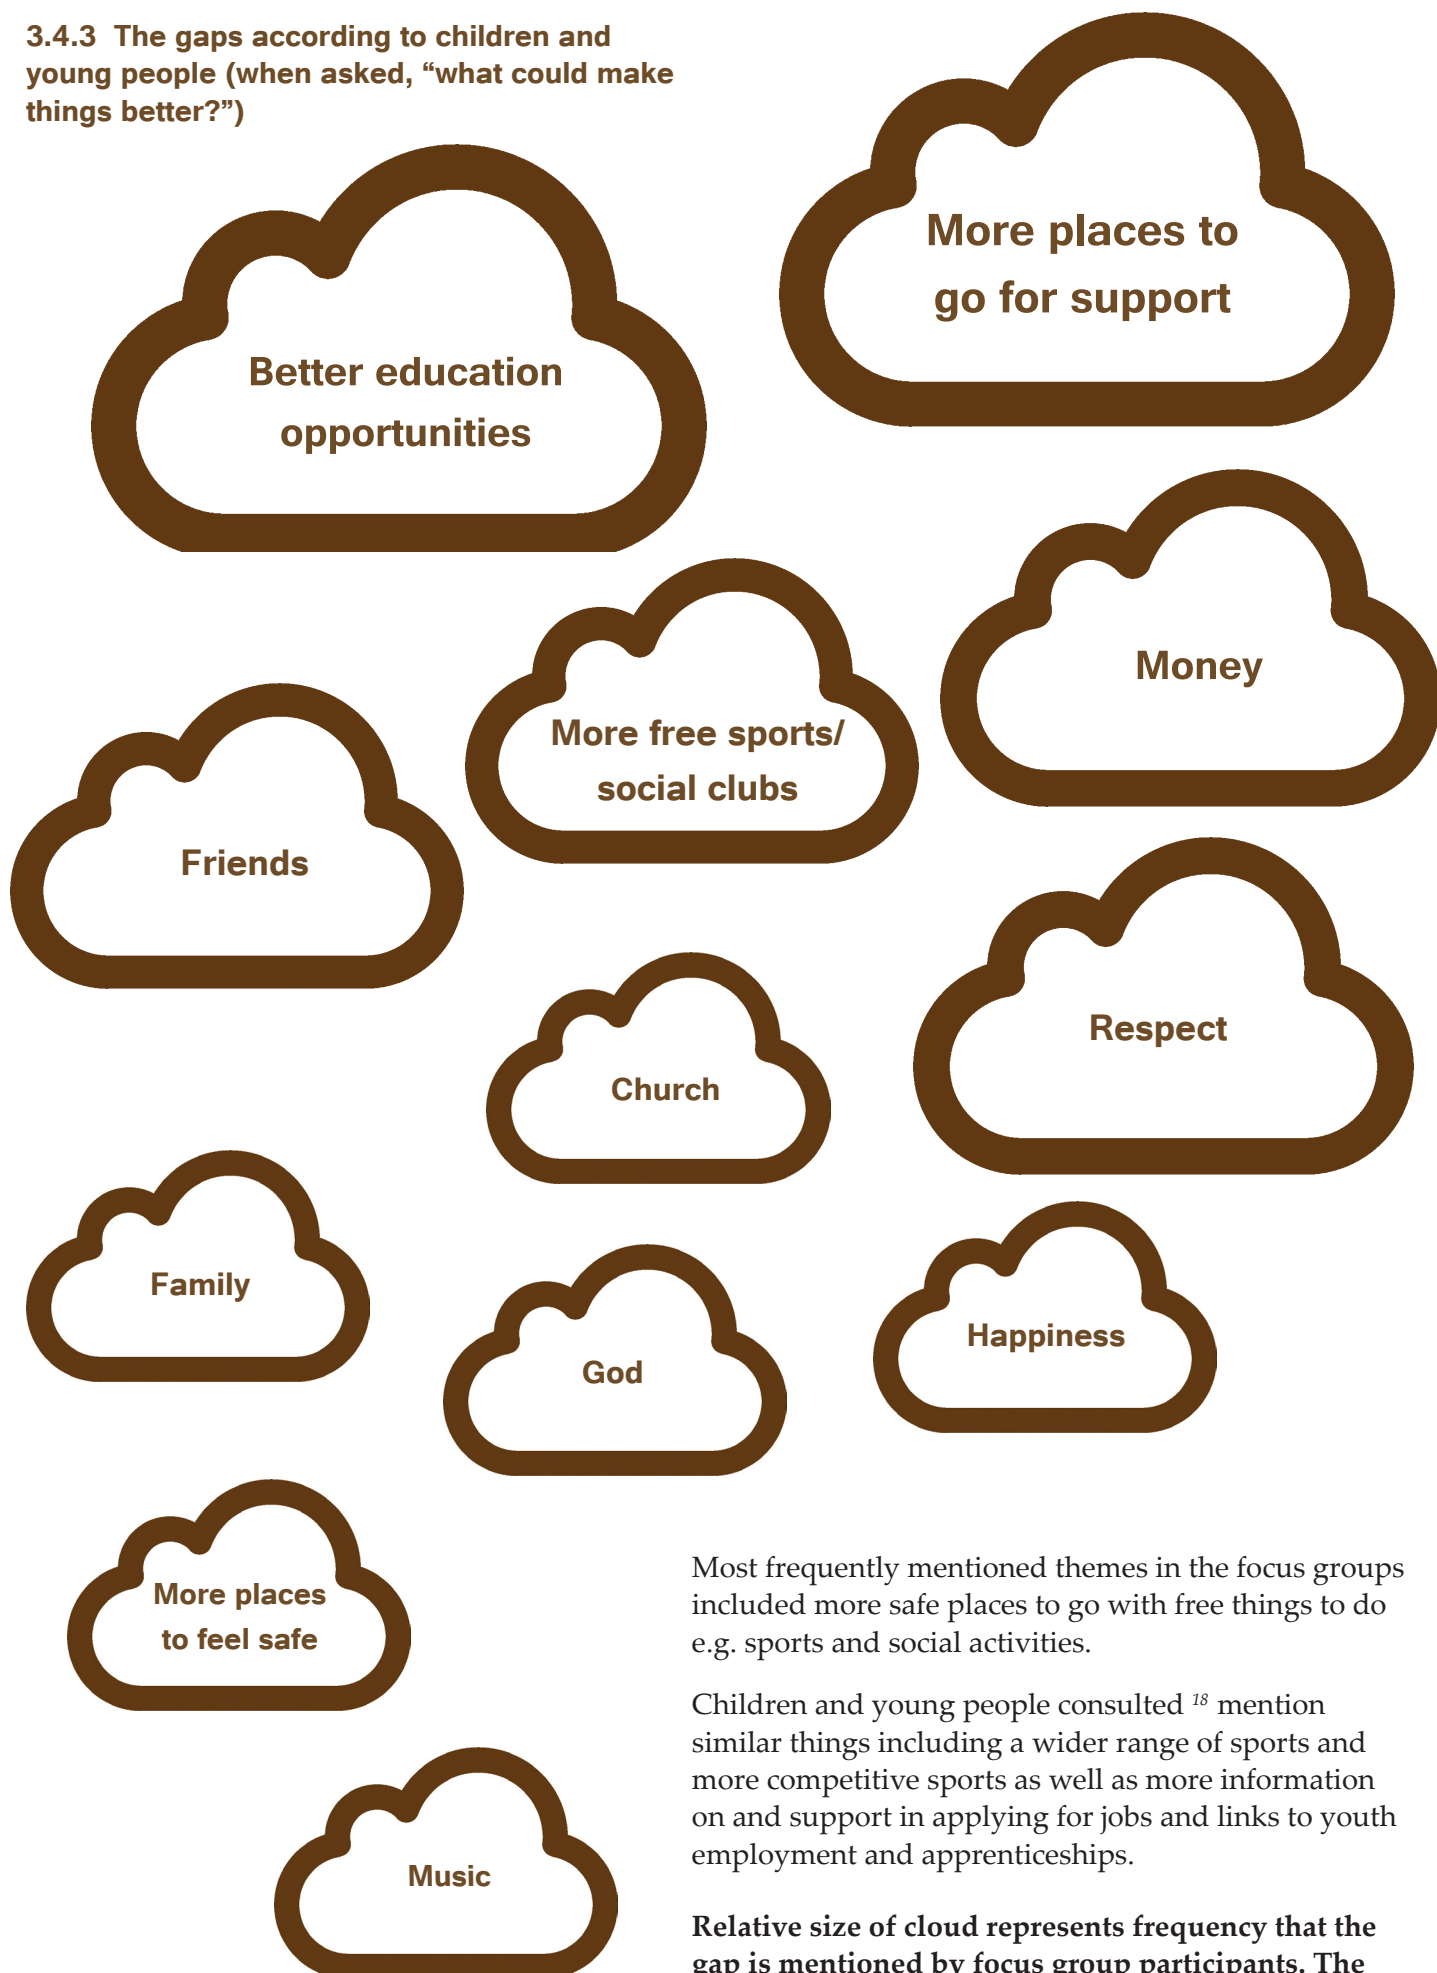 3.4.3 The gaps according to children and
young people (when asked, “what could make
things better?”)
More places to
go for support
Better education
opportunities
Money
More free sports/
social clubs
Friends
Respect
Church
Family
Happiness
God
More places
to feel safe
Music
Most frequently mentioned themes in the focus groups
included more safe places to go with free things to do
e.g. sports and social activities.
Children and young people consulted 18 mention
similar things including a wider range of sports and
more competitive sports as well as more information
on and support in applying for jobs and links to youth
employment and apprenticeships.
Relative size of cloud represents frequency that the
gap is mentioned by focus group participants. The